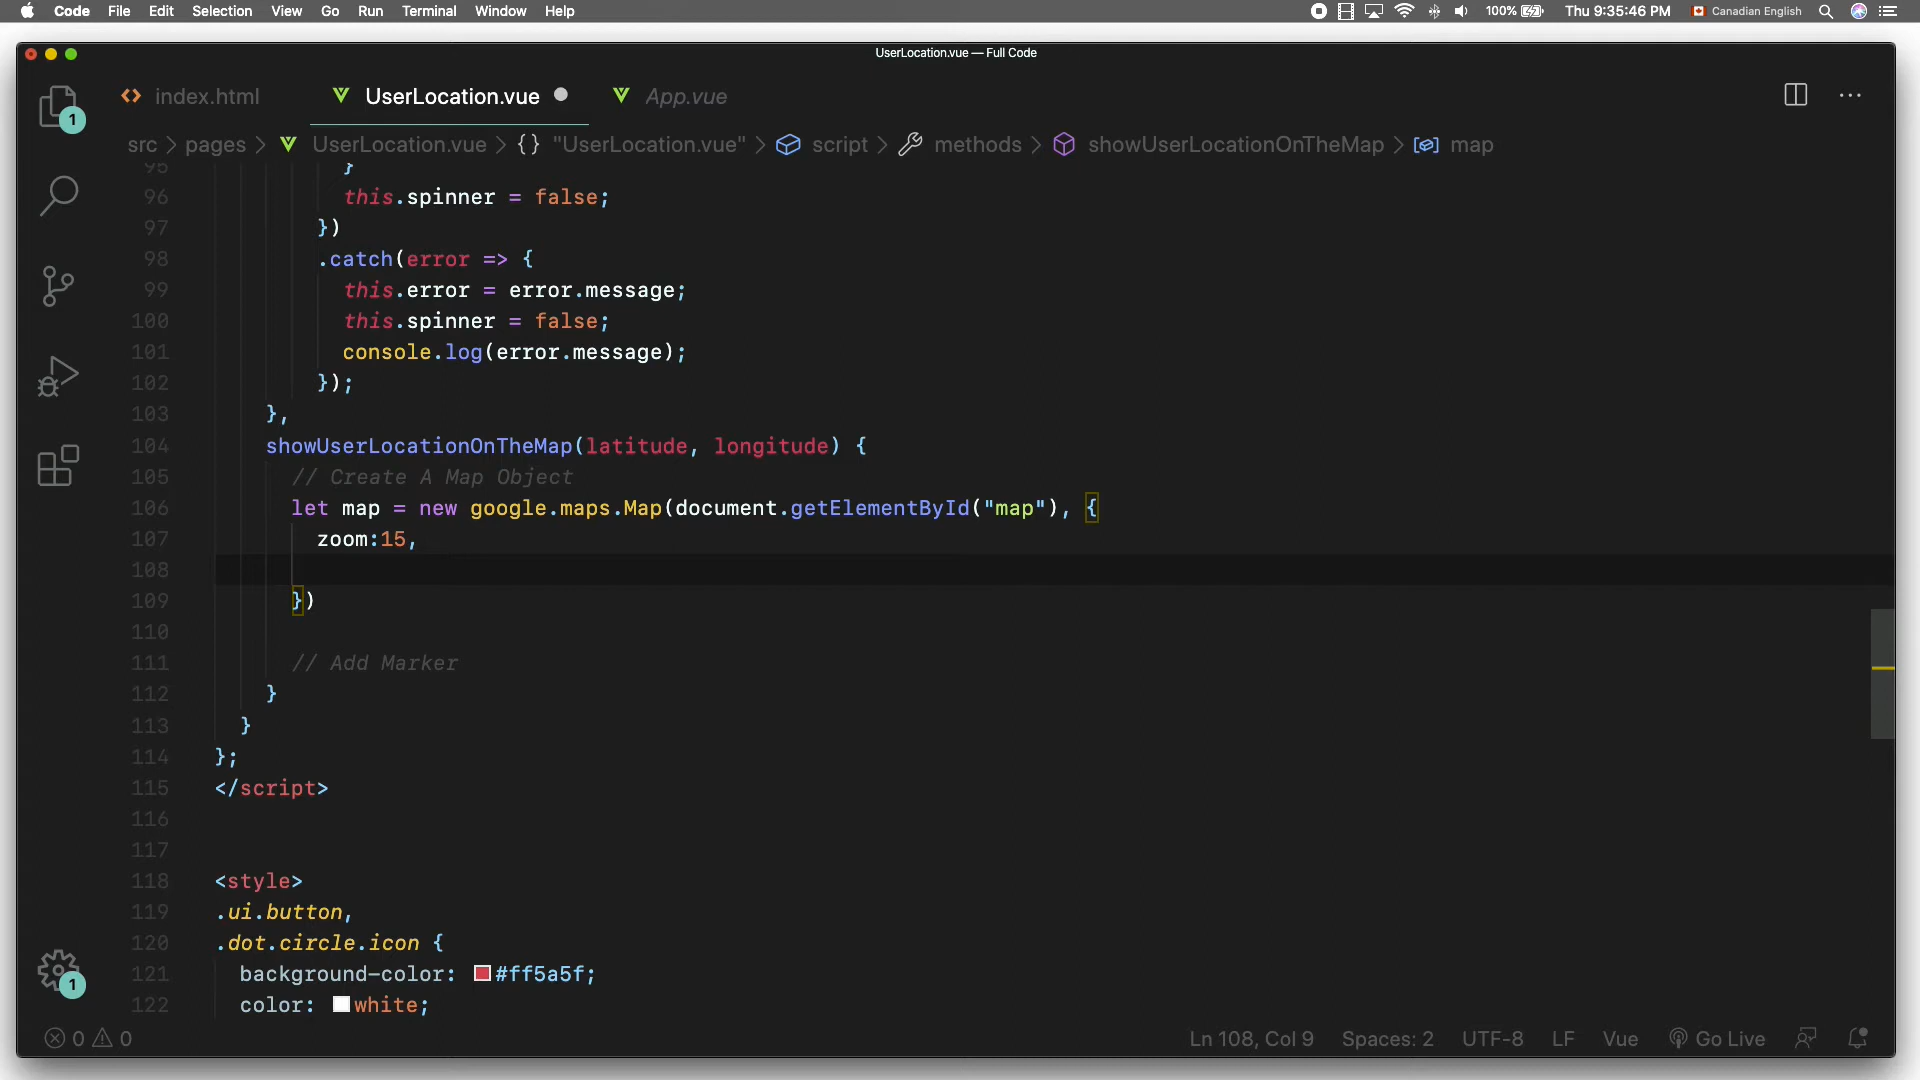 Code File Edit Selection View Go Run Terminal Window Help 100% Thu 9:35:46 PM Canadian English
UserLocation.vue — Full Code
index.html UserLocation.vue App.vue
src > pages > UserLocation.vue > {} "UserLocation.vue" > script > methods > showUserLocationOnTheMap > map
95 }
96 this.spinner = false;
97 })
98 .catch(error => {
99 this.error = error.message;
100 this.spinner = false;
101 console.log(error.message);
102 });
103 },
104 showUserLocationOnTheMap(latitude, longitude) {
105 // Create A Map Object
106 let map = new google.maps.Map(document.getElementById("map"), {
107 zoom:15,
108
109 })
110
111 // Add Marker
112 }
113 }
114 };
115 </script>
116
117
118 <style>
119 .ui.button,
120 .dot.circle.icon {
121 background-color: #ff5a5f;
122 color: white;
1
1
0 0 Ln 108, Col 9 Spaces: 2 UTF-8 LF Vue Go Live